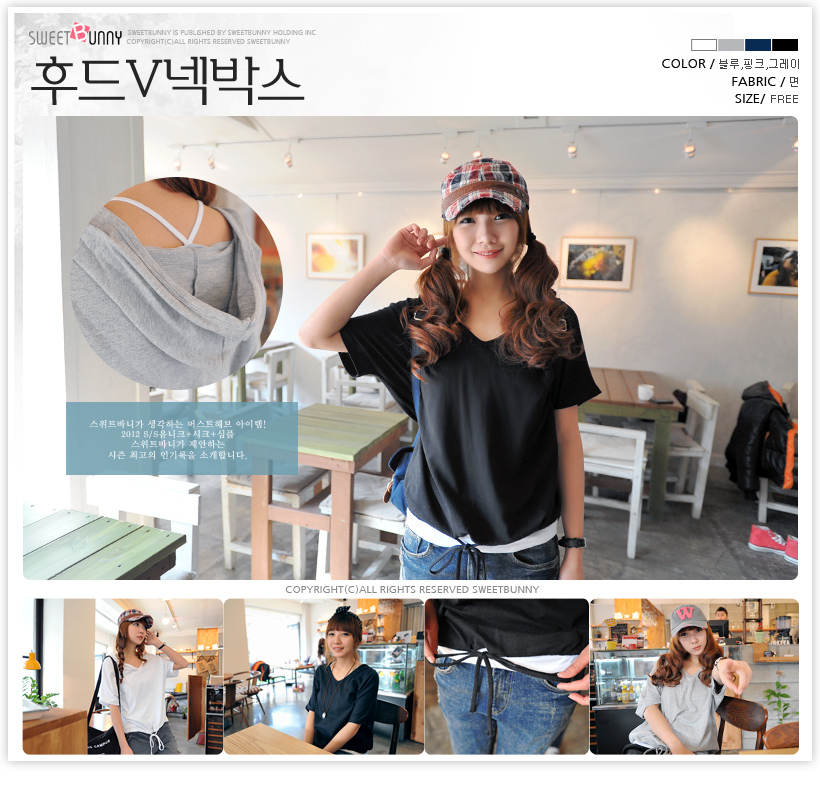 SWEETBUNNY
SWEETBUNNY IS PUBLISHED BY SWEETBUNNY HOLDING INC
COPYRIGHT(C)ALL RIGHTS RESERVED SWEETBUNNY
후드V넥박스
COLOR / 블루,핑크,그레이
FABRIC / 면
SIZE/ FREE
스위트바니가 생각하는 머스트해브 아이템!
2012 S/S유니크+시크+심플
스위트바니가 제안하는
시즌 최고의 인기룩을 소개합니다.
COPYRIGHT(C)ALL RIGHTS RESERVED SWEETBUNNY
W